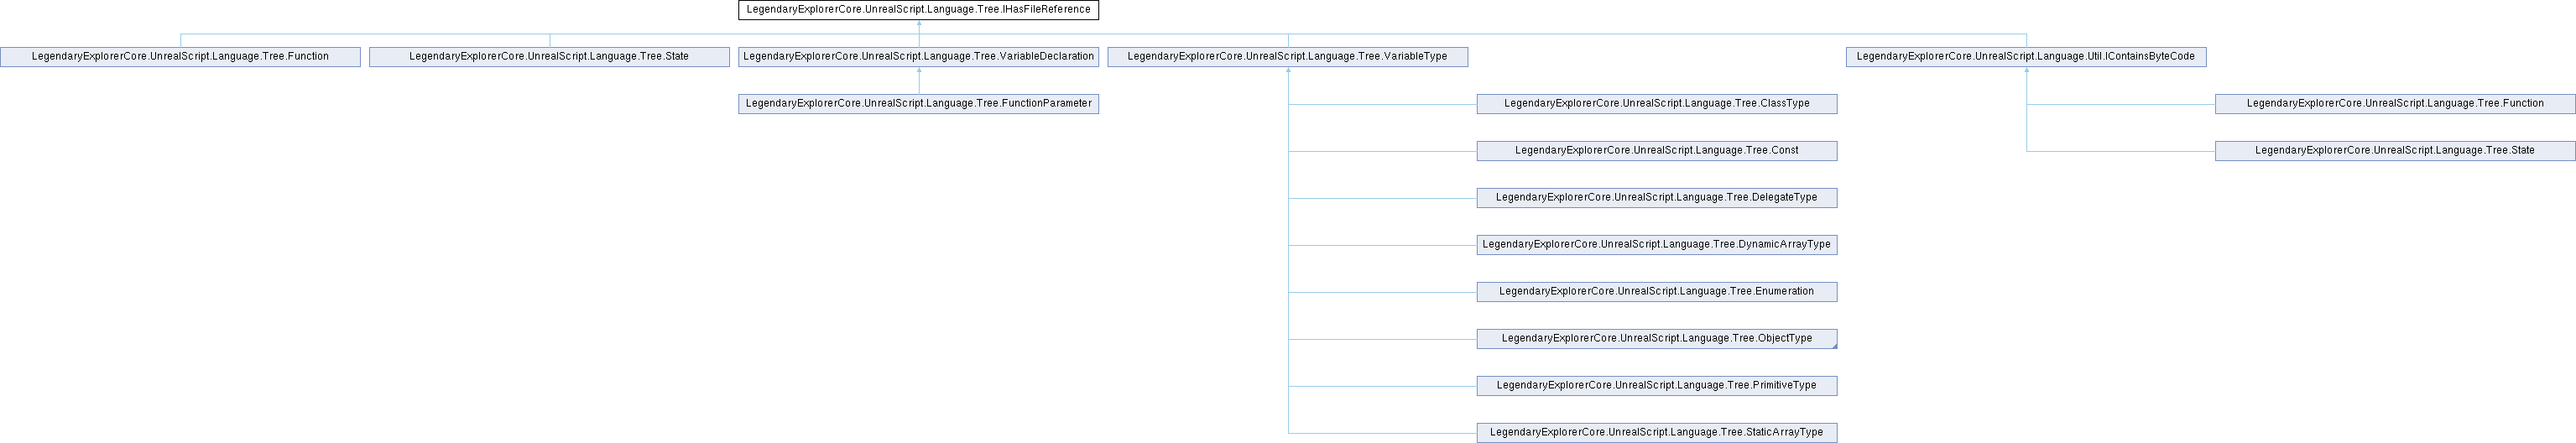 LegendaryExplorerCore.UnrealScript.Language.Tree.IHasFileReference
LegendaryExplorerCore.UnrealScript.Language.Tree.Function
LegendaryExplorerCore.UnrealScript.Language.Tree.State
LegendaryExplorerCore.UnrealScript.Language.Tree.VariableDeclaration
LegendaryExplorerCore.UnrealScript.Language.Tree.VariableType
LegendaryExplorerCore.UnrealScript.Language.Util.IContainsByteCode
LegendaryExplorerCore.UnrealScript.Language.Tree.FunctionParameter
LegendaryExplorerCore.UnrealScript.Language.Tree.ClassType
LegendaryExplorerCore.UnrealScript.Language.Tree.Function
LegendaryExplorerCore.UnrealScript.Language.Tree.Const
LegendaryExplorerCore.UnrealScript.Language.Tree.State
LegendaryExplorerCore.UnrealScript.Language.Tree.DelegateType
LegendaryExplorerCore.UnrealScript.Language.Tree.DynamicArrayType
LegendaryExplorerCore.UnrealScript.Language.Tree.Enumeration
LegendaryExplorerCore.UnrealScript.Language.Tree.ObjectType
LegendaryExplorerCore.UnrealScript.Language.Tree.PrimitiveType
LegendaryExplorerCore.UnrealScript.Language.Tree.StaticArrayType